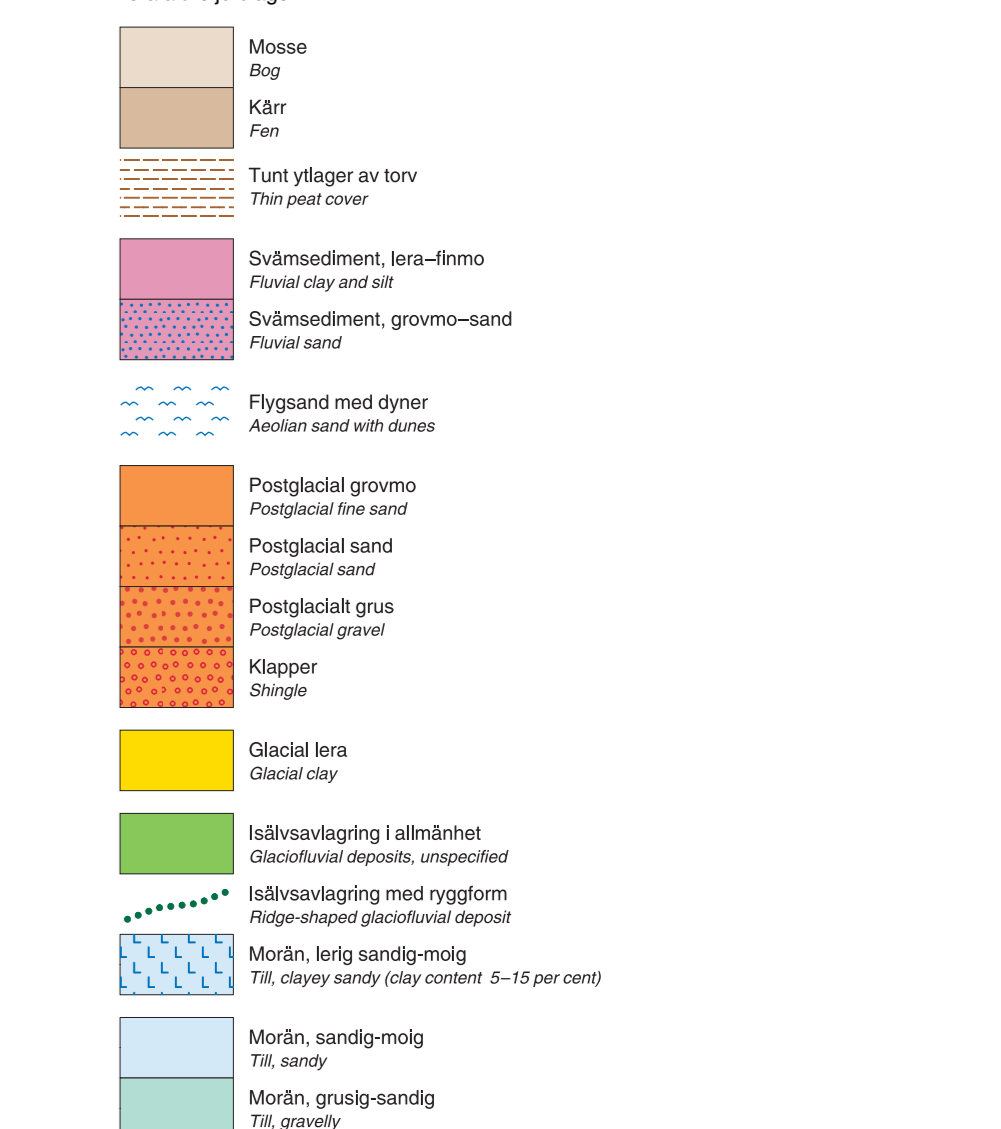 Mosse
Bog
Kärr
Fen
Tunt ytlager av torv
Thin peat cover
Svämsediment, lera–finmo
Fluvial clay and silt
Svämsediment, grovmo–sand
Fluvial sand
Flygsand med dyner
Aeolian sand with dunes
Postglacial grovmo
Postglacial fine sand
Postglacial sand
Postglacial sand
Postglacialt grus
Postglacial gravel
Klapper
Shingle
Glacial lera
Glacial clay
Isälvsavlagring i allmänhet
Glaciofluvial deposits, unspecified
Isälvsavlagring med ryggform
Ridge-shaped glaciofluvial deposit
Morän, lerig sandig-moig
Till, clayey sandy (clay content 5–15 per cent)
Morän, sandig-moig
Till, sandy
Morän, grusig-sandig
Till, gravelly